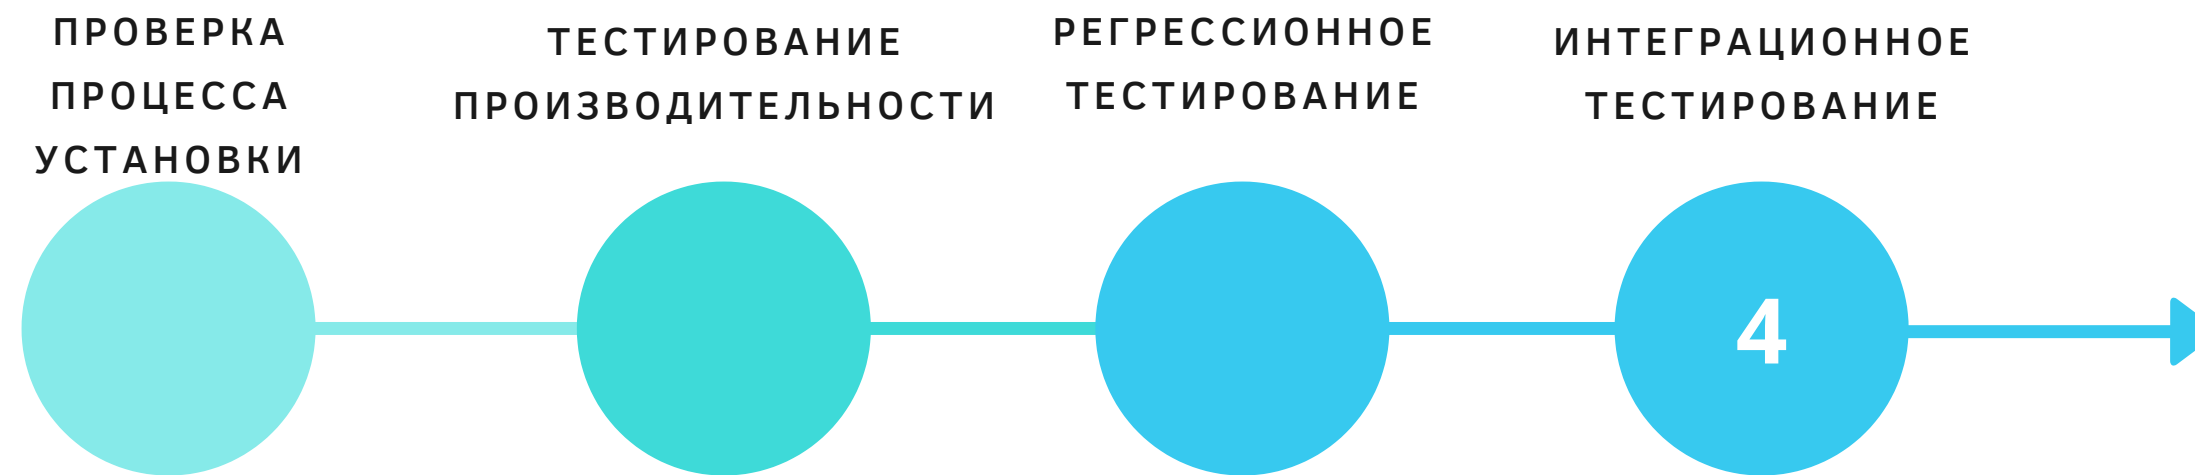 ПРОВЕРКА
ПРОЦЕССА
УСТАНОВКИ
ТЕСТИРОВАНИЕ
ПРОИЗВОДИТЕЛЬНОСТИ
РЕГРЕССИОННОЕ
ТЕСТИРОВАНИЕ
ИНТЕГРАЦИОННОЕ
ТЕСТИРОВАНИЕ
4